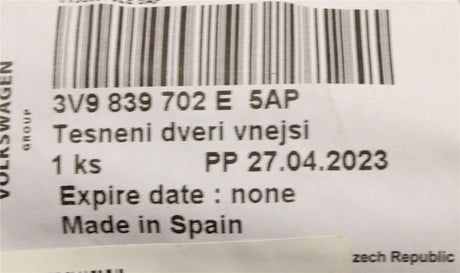 VOLKSWAGEN
GROUP
3V9 839 702 E 5AP
Tesneni dveri vnejsi
1 ks PP 27.04.2023
Expire date : none
Made in Spain
zech Republic